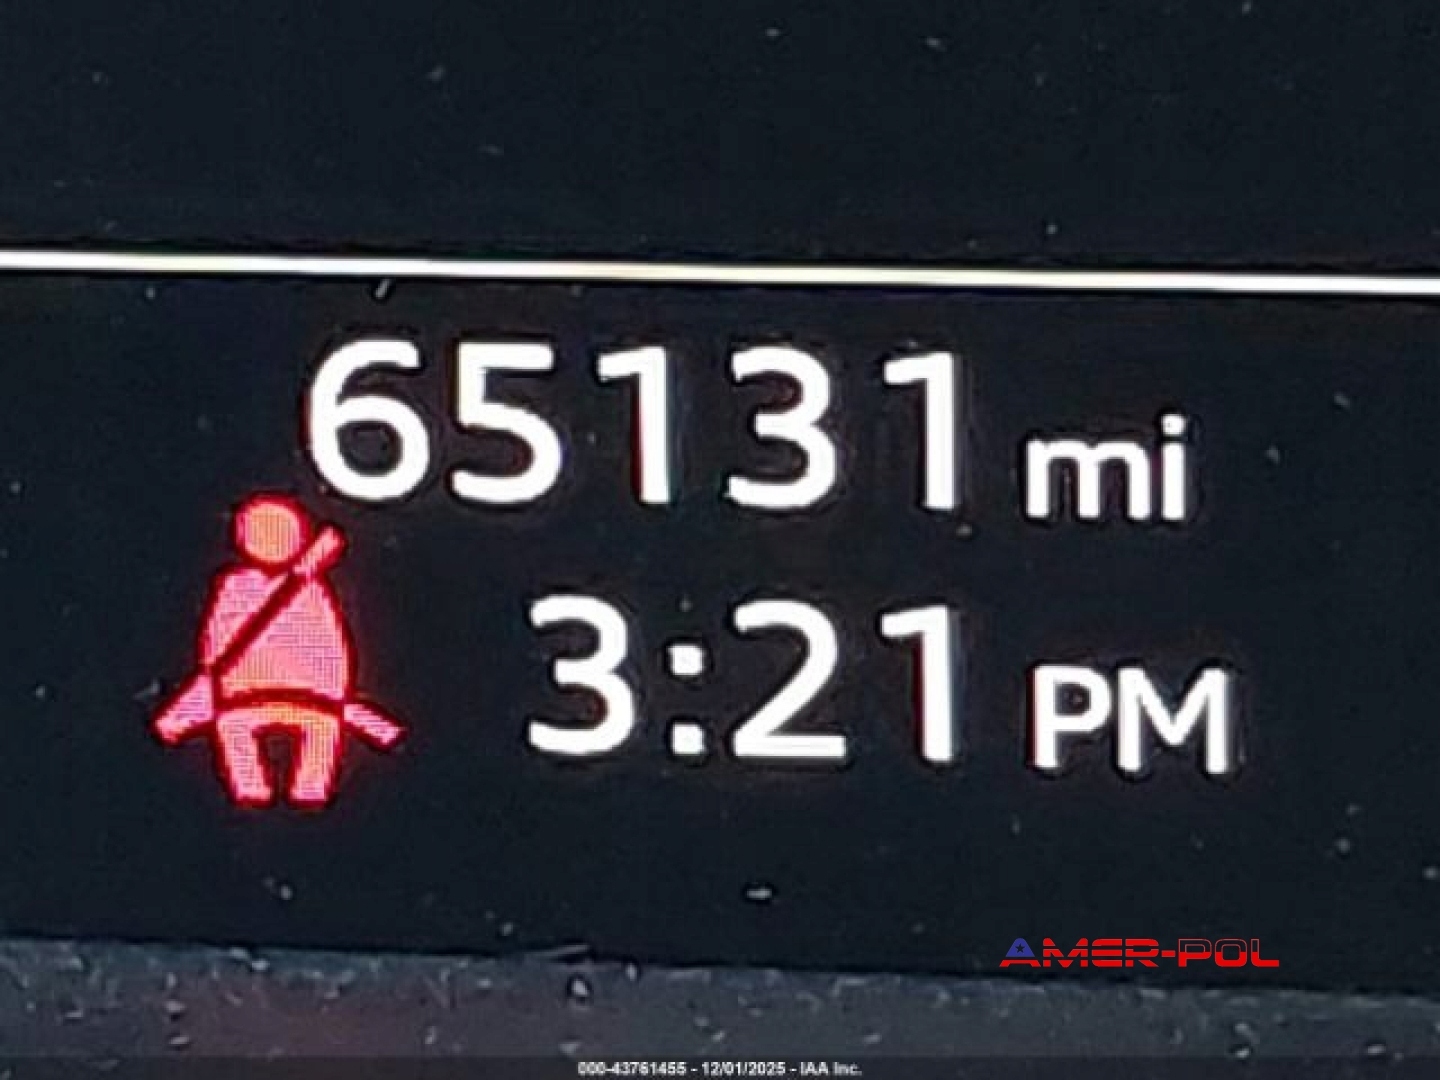 65131 mi
3:21 PM
AMER-POL
000-43761455 - 12/01/2025 - IAA Inc.